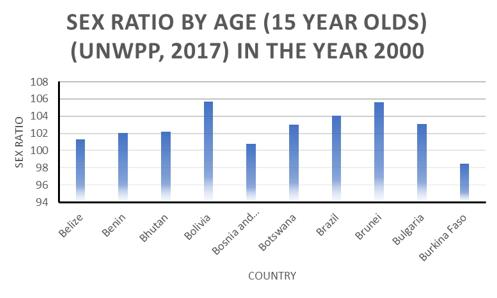 SEX RATIO BY AGE (15 YEAR OLDS)
(UNWPP, 2017) IN THE YEAR 2000
108
106
104
102
100
98
96
94
SEX RATIO
Belize
Benin
Bhutan
Bolivia
Bosnia and...
Botswana
Brazil
Brunei
Bulgaria
Burkina Faso
COUNTRY